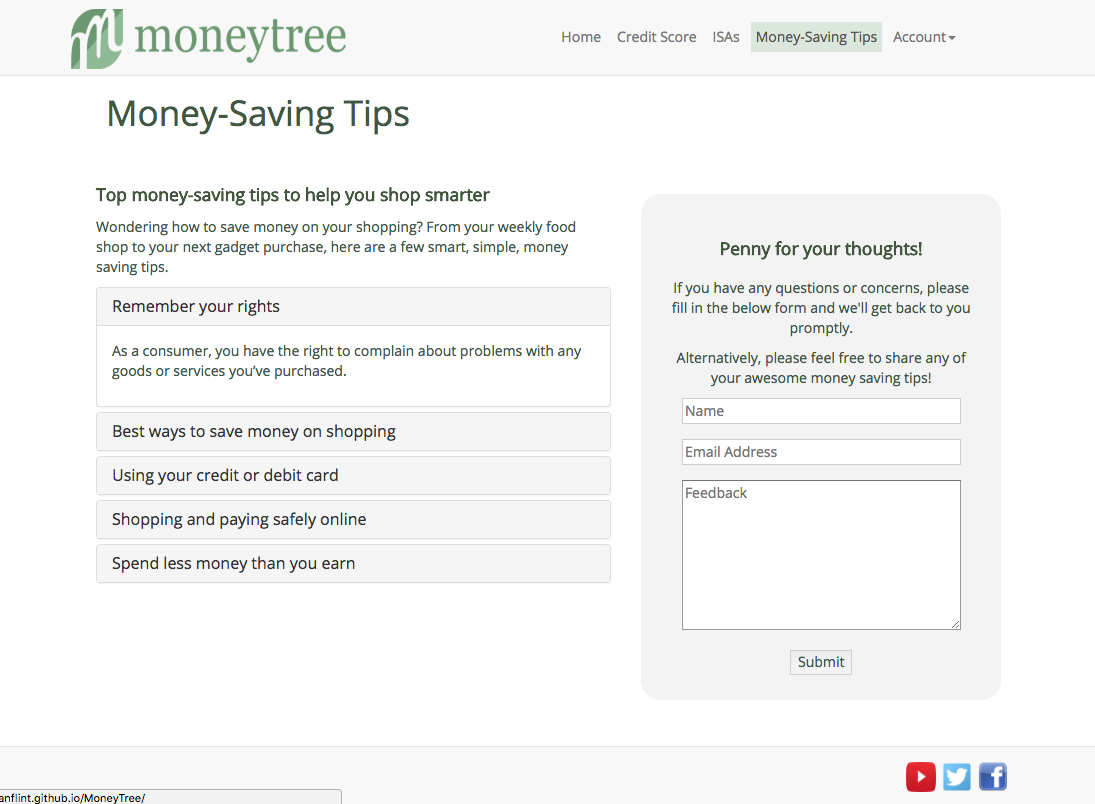 moneytree
Home Credit Score ISAs Money-Saving Tips Account
Money-Saving Tips
Top money-saving tips to help you shop smarter
Wondering how to save money on your shopping? From your weekly food
shop to your next gadget purchase, here are a few smart, simple, money
saving tips.
Remember your rights
As a consumer, you have the right to complain about problems with any
goods or services you’ve purchased.
Best ways to save money on shopping
Using your credit or debit card
Shopping and paying safely online
Spend less money than you earn
Penny for your thoughts!
If you have any questions or concerns, please
fill in the below form and we'll get back to you
promptly.
Alternatively, please feel free to share any of
your awesome money saving tips!
Name
Email Address
Feedback
Submit
anflint.github.io/MoneyTree/